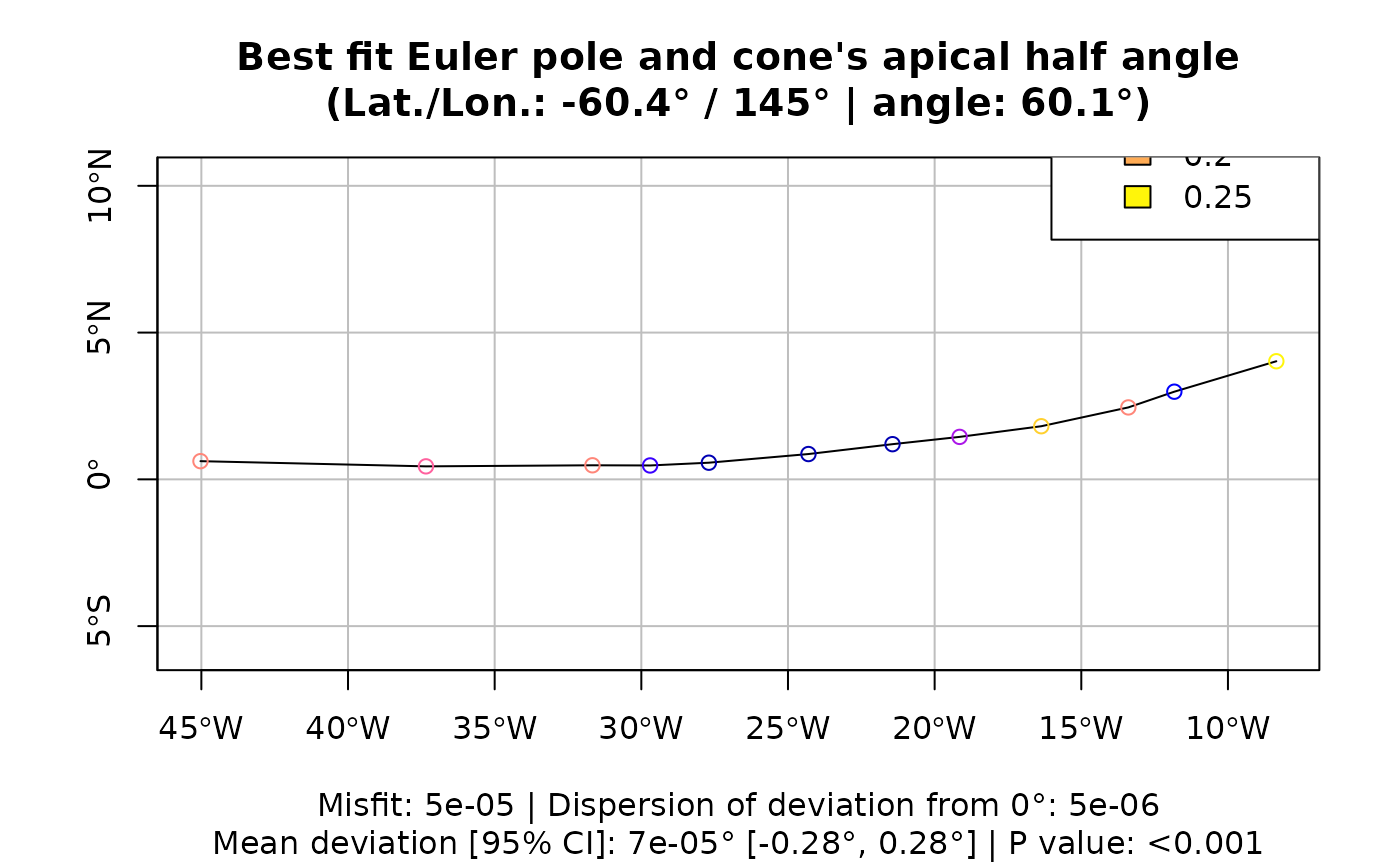 Best fit Euler pole and cone's apical half angle
(Lat./Lon.: -60.4° / 145° | angle: 60.1°)
0.2
0.25
10°N
5°N
0°
5°S
45°W 40°W 35°W 30°W 25°W 20°W 15°W 10°W
Misfit: 5e-05 | Dispersion of deviation from 0°: 5e-06
Mean deviation [95% CI]: 7e-05° [-0.28°, 0.28°] | P value: <0.001